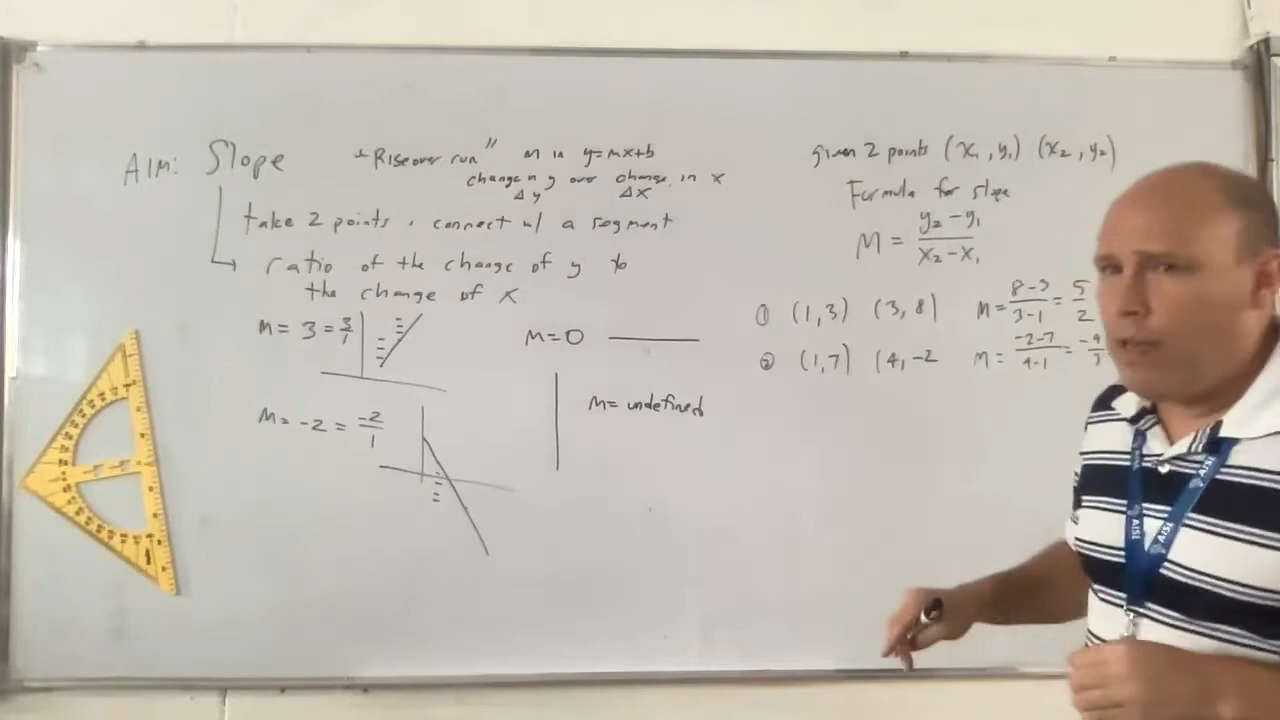 AIM: Slope "Rise over run" m in y=mx+b
change in y over change in x
Δy Δx
take 2 points, connect w/ a segment
ratio of the change of y to
the change of x
m = 3 = 3/1
m=0
m= -2 = -2/1
m= undefined
given 2 points (x₁, y₁) (x₂, y₂)
Formula for slope
M = y₂-y₁/x₂-x₁
① (1,3) (3,8) m = 8-3/3-1 = 5/2
② (1,7) (4,-2 m = -2-7/4-1 = -9/3
AISL
AISL